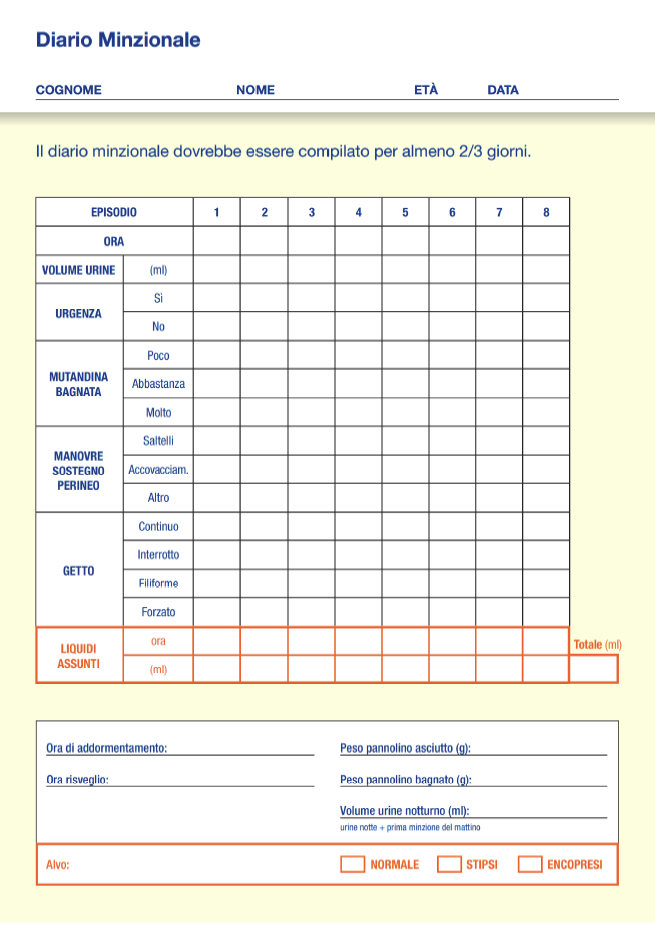 Diario Minzionale
COGNOME NOME ETÀ DATA
Il diario minzionale dovrebbe essere compilato per almeno 2/3 giorni.
EPISODIO 1 2 3 4 5 6 7 8
ORA
VOLUME URINE (ml)
URGENZA
Si
No
MUTANDINA
BAGNATA
Poco
Abbastanza
Molto
MANOVRE
SOSTEGNO
PERINEO
Saltelli
Accovacciam.
Altro
GETTO
Continuo
Interrotto
Filiforme
Forzato
LIQUIDI
ASSUNTI
ora
(ml)
Totale (ml)
Ora di addormentamento:
Ora risveglio:
Peso pannolino asciutto (g):
Peso pannolino bagnato (g):
Volume urine notturno (ml):
urine notte + prima minzione del mattino
Alvo: NORMALE STIPSI ENCOPRESI